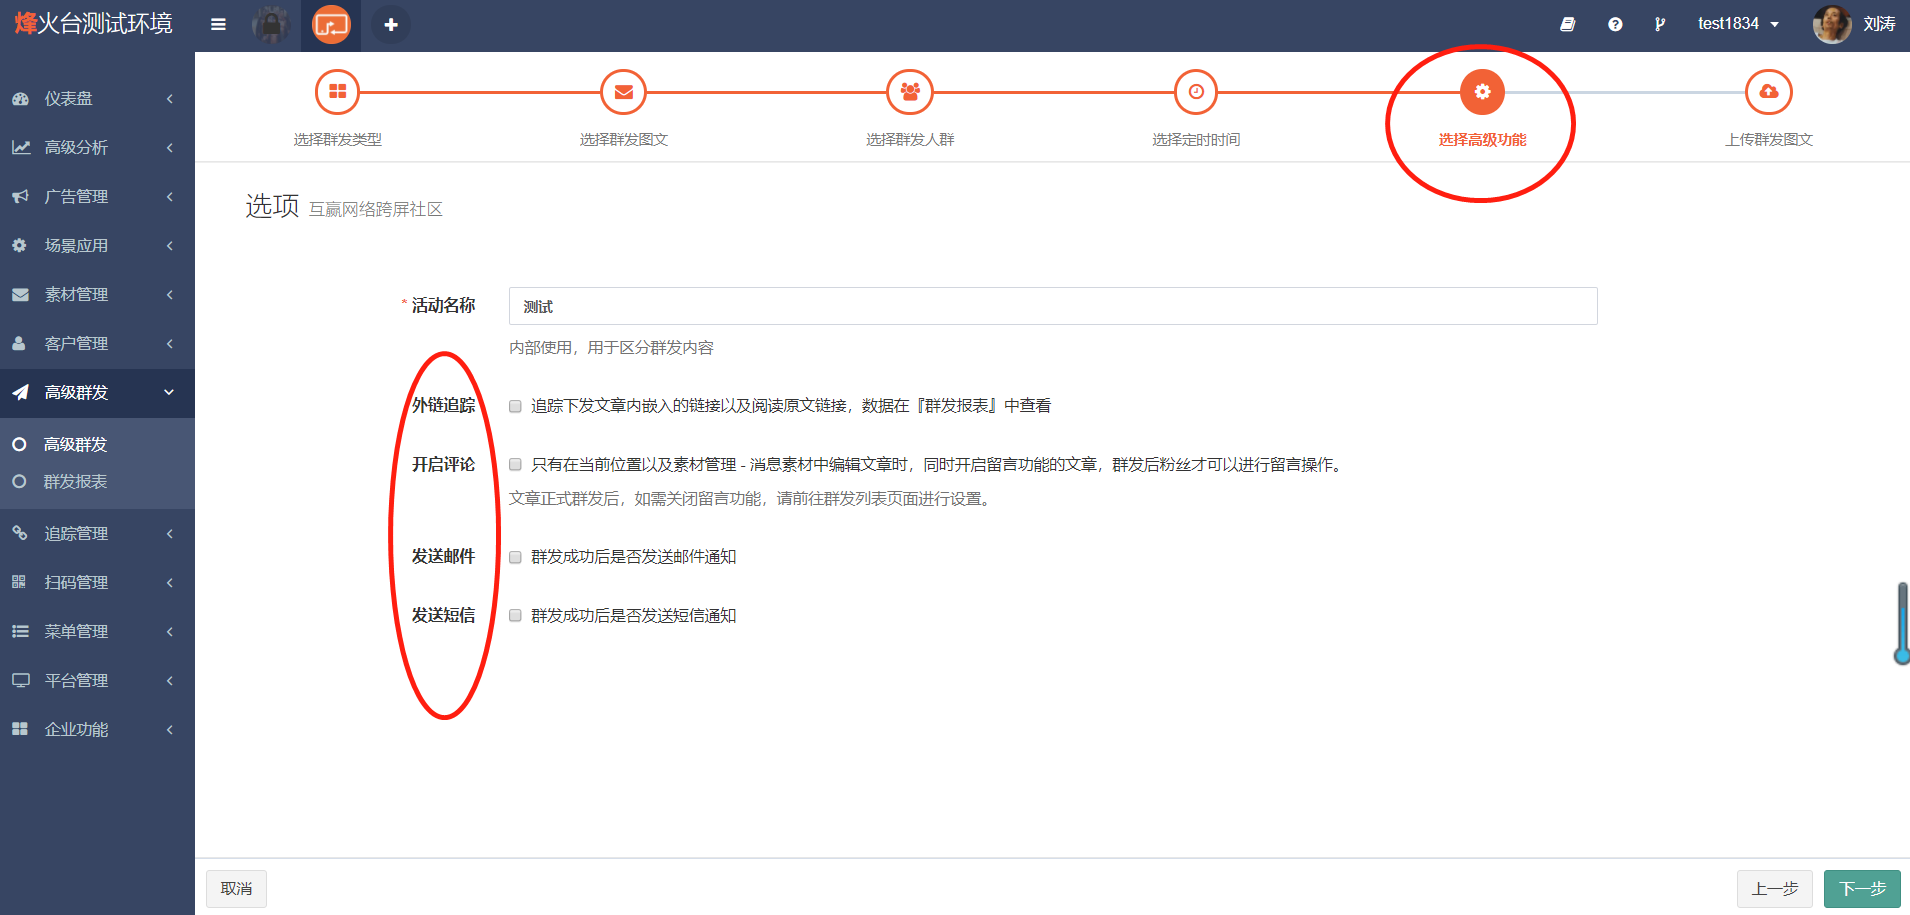 烽火台测试环境
test1834
刘涛
仪表盘
高级分析
广告管理
场景应用
素材管理
客户管理
高级群发
高级群发
群发报表
追踪管理
扫码管理
菜单管理
平台管理
企业功能
选择群发类型
选择群发图文
选择群发人群
选择定时时间
选择高级功能
上传群发图文
选项 互赢网络跨屏社区
* 活动名称 测试
内部使用，用于区分群发内容
外链追踪 追踪下发文章内嵌入的链接以及阅读原文链接，数据在『群发报表』中查看
开启评论 只有在当前位置以及素材管理 - 消息素材中编辑文章时，同时开启留言功能的文章，群发后粉丝才可以进行留言操作。
文章正式群发后，如需关闭留言功能，请前往群发列表页面进行设置。
发送邮件 群发成功后是否发送邮件通知
发送短信 群发成功后是否发送短信通知
取消
上一步
下一步